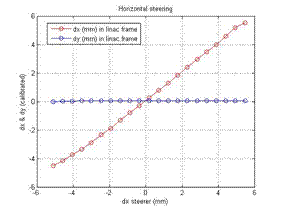 Horizontal steering
dx (mm) in linac frame
dy (mm) in linac frame
dx & dy (calibrated)
6
4
2
0
-2
-4
-6
-6
-4
-2
0
2
4
6
dx steerer (mm)